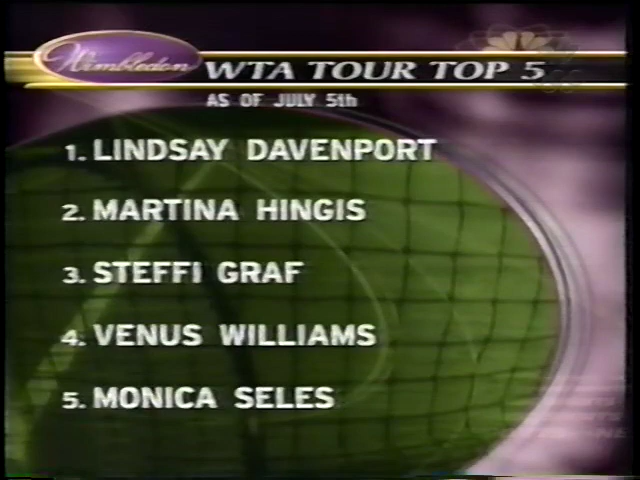 Wimbledon
WTA TOUR TOP 5
AS OF JULY 5th
1. LINDSAY DAVENPORT
2. MARTINA HINGIS
3. STEFFI GRAF
4. VENUS WILLIAMS
5. MONICA SELES